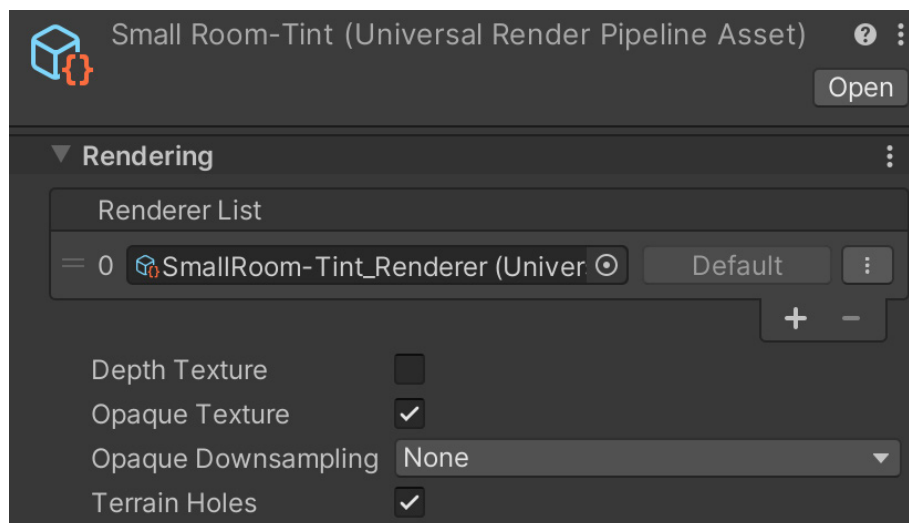 Small Room-Tint (Universal Render Pipeline Asset)
Open
Rendering
Renderer List
0 SmallRoom-Tint_Renderer (Univer Default
Depth Texture
Opaque Texture
Opaque Downsampling None
Terrain Holes